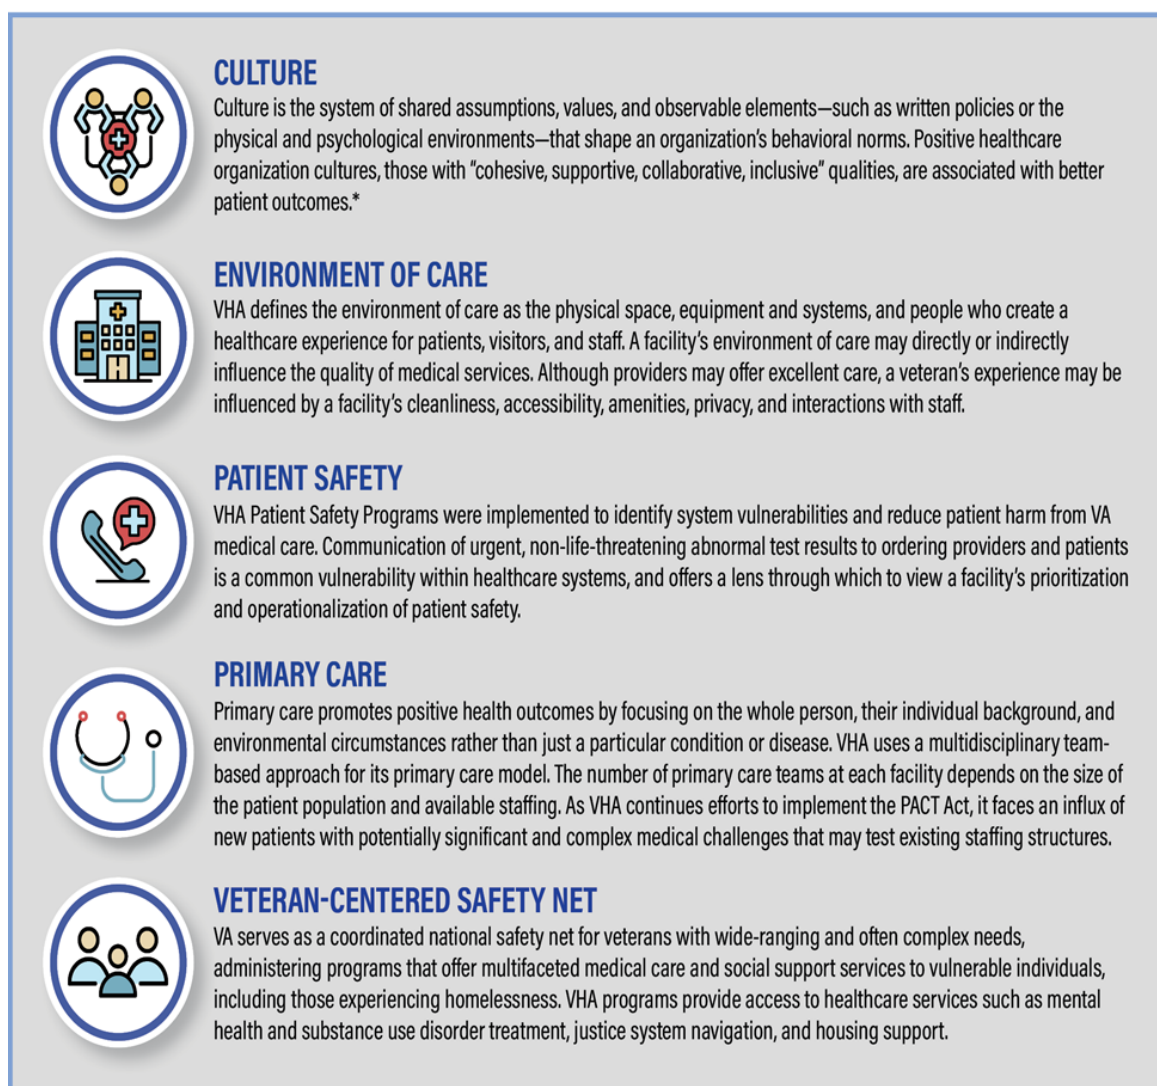 CULTURE
Culture is the system of shared assumptions, values, and observable elements—such as written policies or the
physical and psychological environments—that shape an organization's behavioral norms. Positive healthcare
organization cultures, those with “cohesive, supportive, collaborative, inclusive” qualities, are associated with better
patient outcomes.*
ENVIRONMENT OF CARE
VHA defines the environment of care as the physical space, equipment and systems, and people who create a
healthcare experience for patients, visitors, and staff. A facility's environment of care may directly or indirectly
influence the quality of medical services. Although providers may offer excellent care, a veteran's experience may be
influenced by a facility's cleanliness, accessibility, amenities, privacy, and interactions with staff.
PATIENT SAFETY
VHA Patient Safety Programs were implemented to identify system vulnerabilities and reduce patient harm from VA
medical care. Communication of urgent, non-life-threatening abnormal test results to ordering providers and patients
is a common vulnerability within healthcare systems, and offers a lens through which to view a facility's prioritization
and operationalization of patient safety.
PRIMARY CARE
Primary care promotes positive health outcomes by focusing on the whole person, their individual background, and
environmental circumstances rather than just a particular condition or disease. VHA uses a multidisciplinary team-
based approach for its primary care model. The number of primary care teams at each facility depends on the size of
the patient population and available staffing. As VHA continues efforts to implement the PACT Act, it faces an influx of
new patients with potentially significant and complex medical challenges that may test existing staffing structures.
VETERAN-CENTERED SAFETY NET
VA serves as a coordinated national safety net for veterans with wide-ranging and often complex needs,
administering programs that offer multifaceted medical care and social support services to vulnerable individuals,
including those experiencing homelessness. VHA programs provide access to healthcare services such as mental
health and substance use disorder treatment, justice system navigation, and housing support.